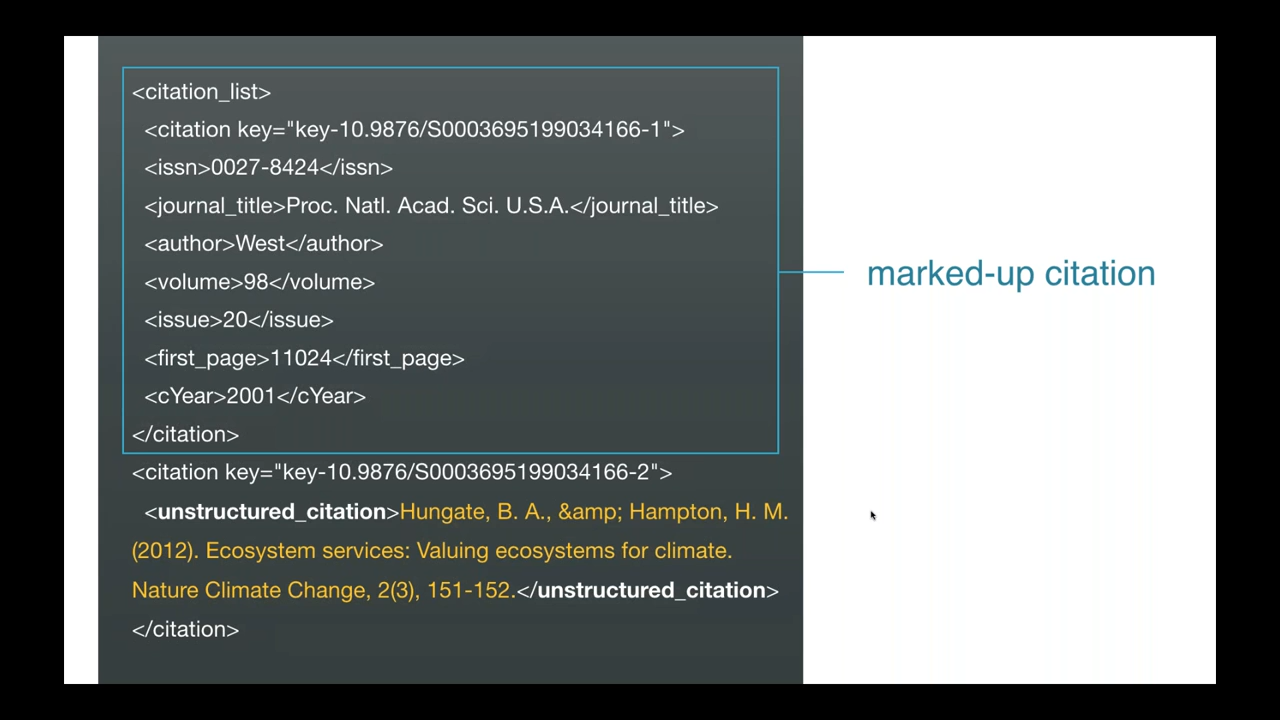 <citation_list>
<citation key="key-10.9876/S0003695199034166-1">
<issn>0027-8424</issn>
<journal_title>Proc. Natl. Acad. Sci. U.S.A.</journal_title>
<author>West</author>
<volume>98</volume>
<issue>20</issue>
<first_page>11024</first_page>
<cYear>2001</cYear>
</citation>
<citation key="key-10.9876/S0003695199034166-2">
<unstructured_citation>Hungate, B. A., &amp; Hampton, H. M.
(2012). Ecosystem services: Valuing ecosystems for climate.
Nature Climate Change, 2(3), 151-152.</unstructured_citation>
</citation>
marked-up citation